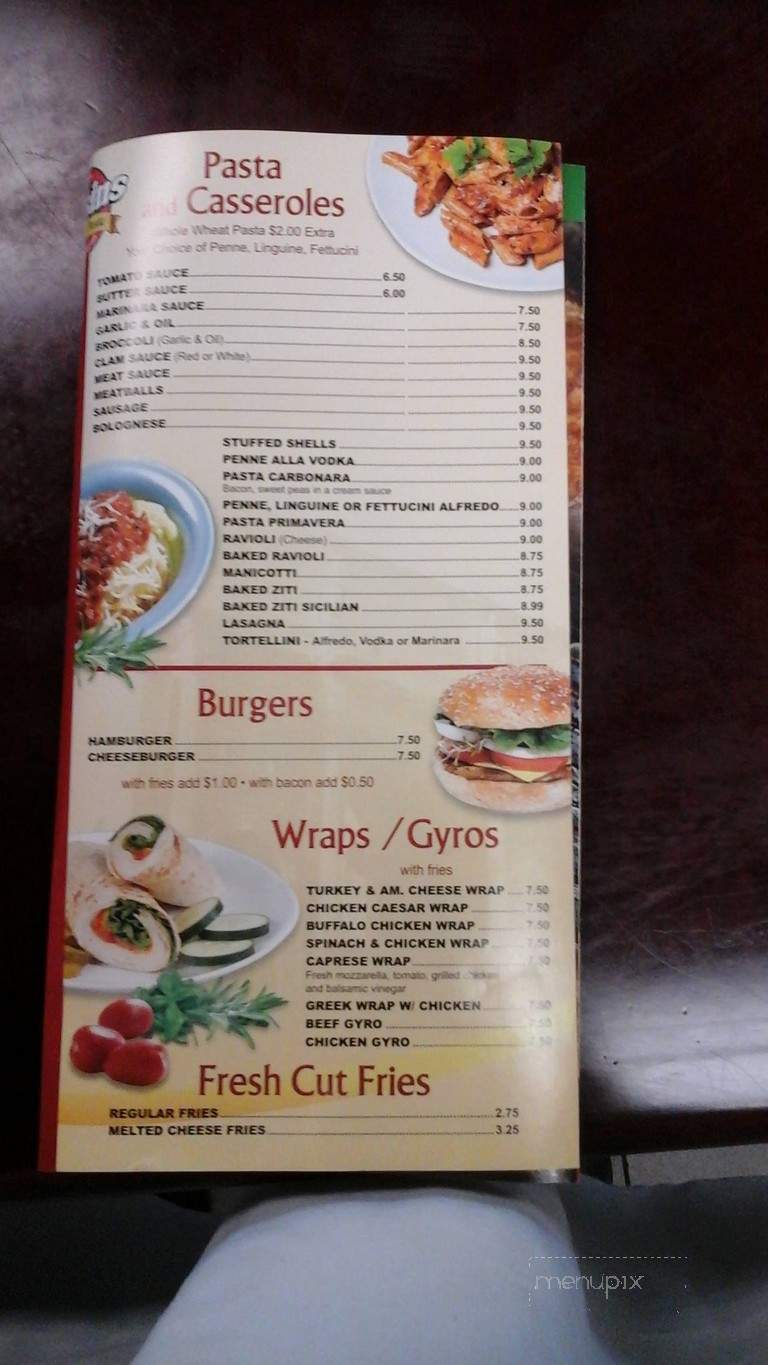 Pasta
and Casseroles
Whole Wheat Pasta $2.00 Extra
Your Choice of Penne, Linguine, Fettucini
TOMATO SAUCE 6.50
BUTTER SAUCE 6.00
MARINARA SAUCE 7.50
GARLIC & OIL 7.50
BROCCOLI (Garlic & Oil) 8.50
CLAM SAUCE (Red or White) 9.50
MEAT SAUCE 9.50
MEATBALLS 9.50
SAUSAGE 9.50
BOLOGNESE 9.50
STUFFED SHELLS 9.50
PENNE ALLA VODKA 9.00
PASTA CARBONARA 9.00
Bacon, sweet peas in a cream sauce
PENNE, LINGUINE OR FETTUCINI ALFREDO 9.00
PASTA PRIMAVERA 9.00
RAVIOLI (Cheese) 9.00
BAKED RAVIOLI 8.75
MANICOTTI 8.75
BAKED ZITI 8.75
BAKED ZITI SICILIAN 8.99
LASAGNA 9.50
TORTELLINI - Alfredo, Vodka or Marinara 9.50
Burgers
HAMBURGER 7.50
CHEESEBURGER 7.50
with fries add $1.00 • with bacon add $0.50
Wraps / Gyros
with fries
TURKEY & AM. CHEESE WRAP 7.50
CHICKEN CAESAR WRAP 7.50
BUFFALO CHICKEN WRAP 7.50
SPINACH & CHICKEN WRAP 7.50
CAPRESE WRAP 7.50
Fresh mozzarella, tomato, grilled chicken
and balsamic vinegar
GREEK WRAP W/ CHICKEN 7.50
BEEF GYRO 7.50
CHICKEN GYRO 7.50
Fresh Cut Fries
REGULAR FRIES 2.75
MELTED CHEESE FRIES 3.25
menupix